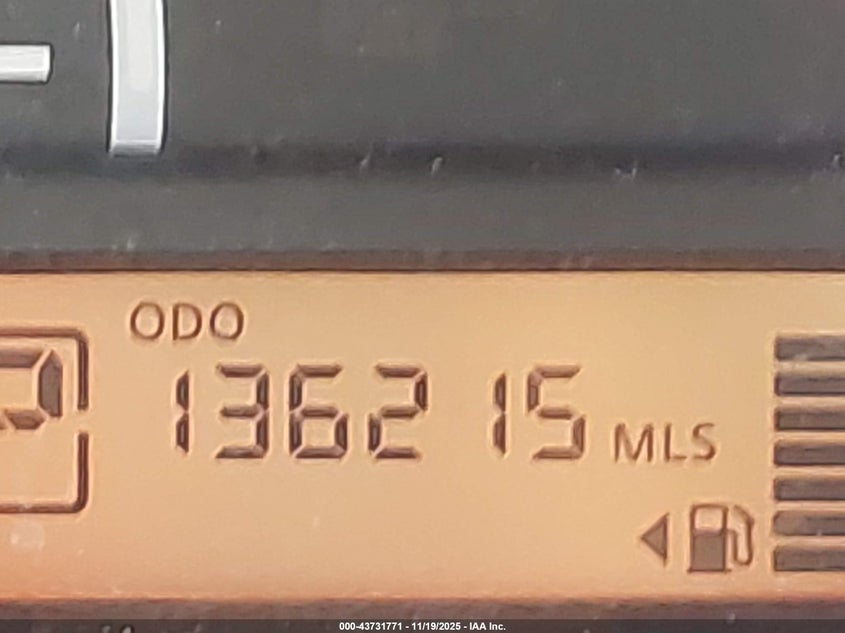 ODO
136215 MLS
000-43731771 - 11/19/2025 - IAA Inc.